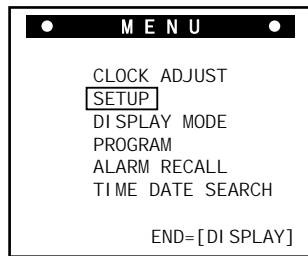 ● MENU ●
CLOCK ADJUST
SETUP
DISPLAY MODE
PROGRAM
ALARM RECALL
TIME DATE SEARCH
END=[DISPLAY]